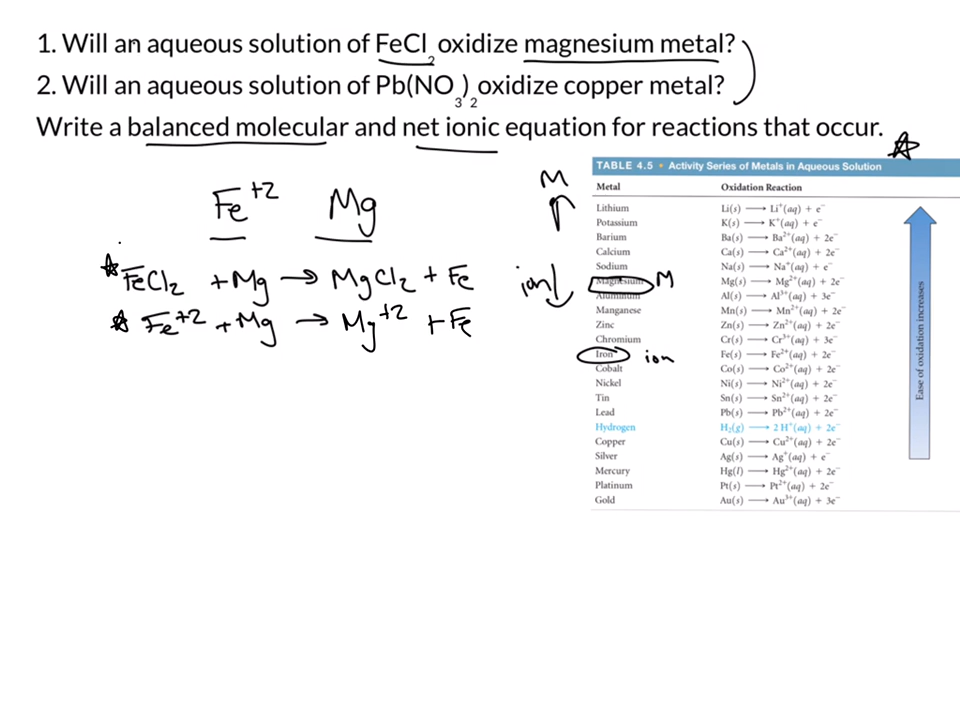 1. Will an aqueous solution of FeCl2 oxidize magnesium metal?
2. Will an aqueous solution of Pb(NO3)2 oxidize copper metal?
Write a balanced molecular and net ionic equation for reactions that occur.
Fe+2 Mg
FeCl2 + Mg → MgCl2 + Fe
Fe+2 + Mg → Mg+2 + Fe
M
ion
TABLE 4.5 • Activity Series of Metals in Aqueous Solution
Metal Oxidation Reaction
Lithium Li(s) ⟶ Li⁺(aq) + e⁻
Potassium K(s) ⟶ K⁺(aq) + e⁻
Barium Ba(s) ⟶ Ba²⁺(aq) + 2e⁻
Calcium Ca(s) ⟶ Ca²⁺(aq) + 2e⁻
Sodium Na(s) ⟶ Na⁺(aq) + e⁻
Magnesium M Mg(s) ⟶ Mg²⁺(aq) + 2e⁻
Aluminum Al(s) ⟶ Al³⁺(aq) + 3e⁻
Manganese Mn(s) ⟶ Mn²⁺(aq) + 2e⁻
Zinc Zn(s) ⟶ Zn²⁺(aq) + 2e⁻
Chromium Cr(s) ⟶ Cr³⁺(aq) + 3e⁻
Iron ion Fe(s) ⟶ Fe²⁺(aq) + 2e⁻
Cobalt Co(s) ⟶ Co²⁺(aq) + 2e⁻
Nickel Ni(s) ⟶ Ni²⁺(aq) + 2e⁻
Tin Sn(s) ⟶ Sn²⁺(aq) + 2e⁻
Lead Pb(s) ⟶ Pb²⁺(aq) + 2e⁻
Hydrogen H₂(g) ⟶ 2 H⁺(aq) + 2e⁻
Copper Cu(s) ⟶ Cu²⁺(aq) + 2e⁻
Silver Ag(s) ⟶ Ag⁺(aq) + e⁻
Mercury Hg(l) ⟶ Hg²⁺(aq) + 2e⁻
Platinum Pt(s) ⟶ Pt²⁺(aq) + 2e⁻
Gold Au(s) ⟶ Au³⁺(aq) + 3e⁻
Ease of oxidation increases